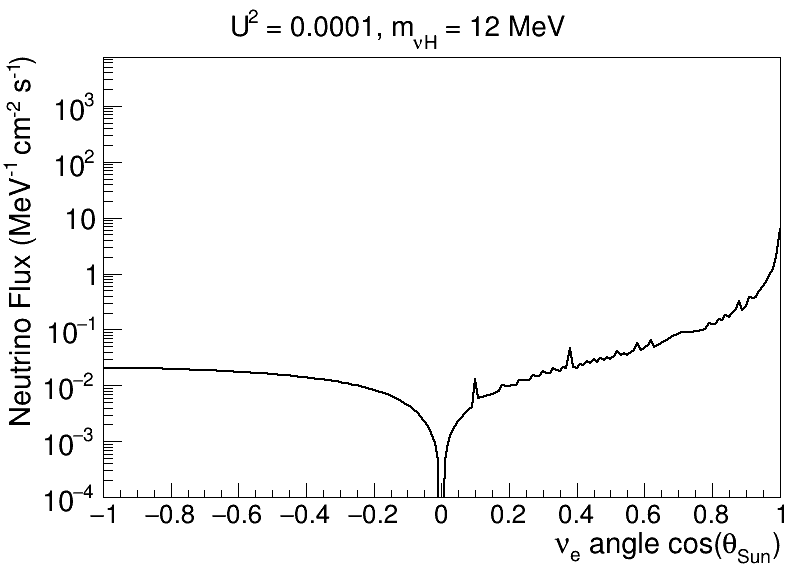 U² = 0.0001, m_νH = 12 MeV
Neutrino Flux (MeV⁻¹ cm⁻² s⁻¹)
10³
10²
10
1
10⁻¹
10⁻²
10⁻³
10⁻⁴
−1 −0.8 −0.6 −0.4 −0.2 0 0.2 0.4 0.6 0.8 1
ν_e angle cos(θ_Sun)